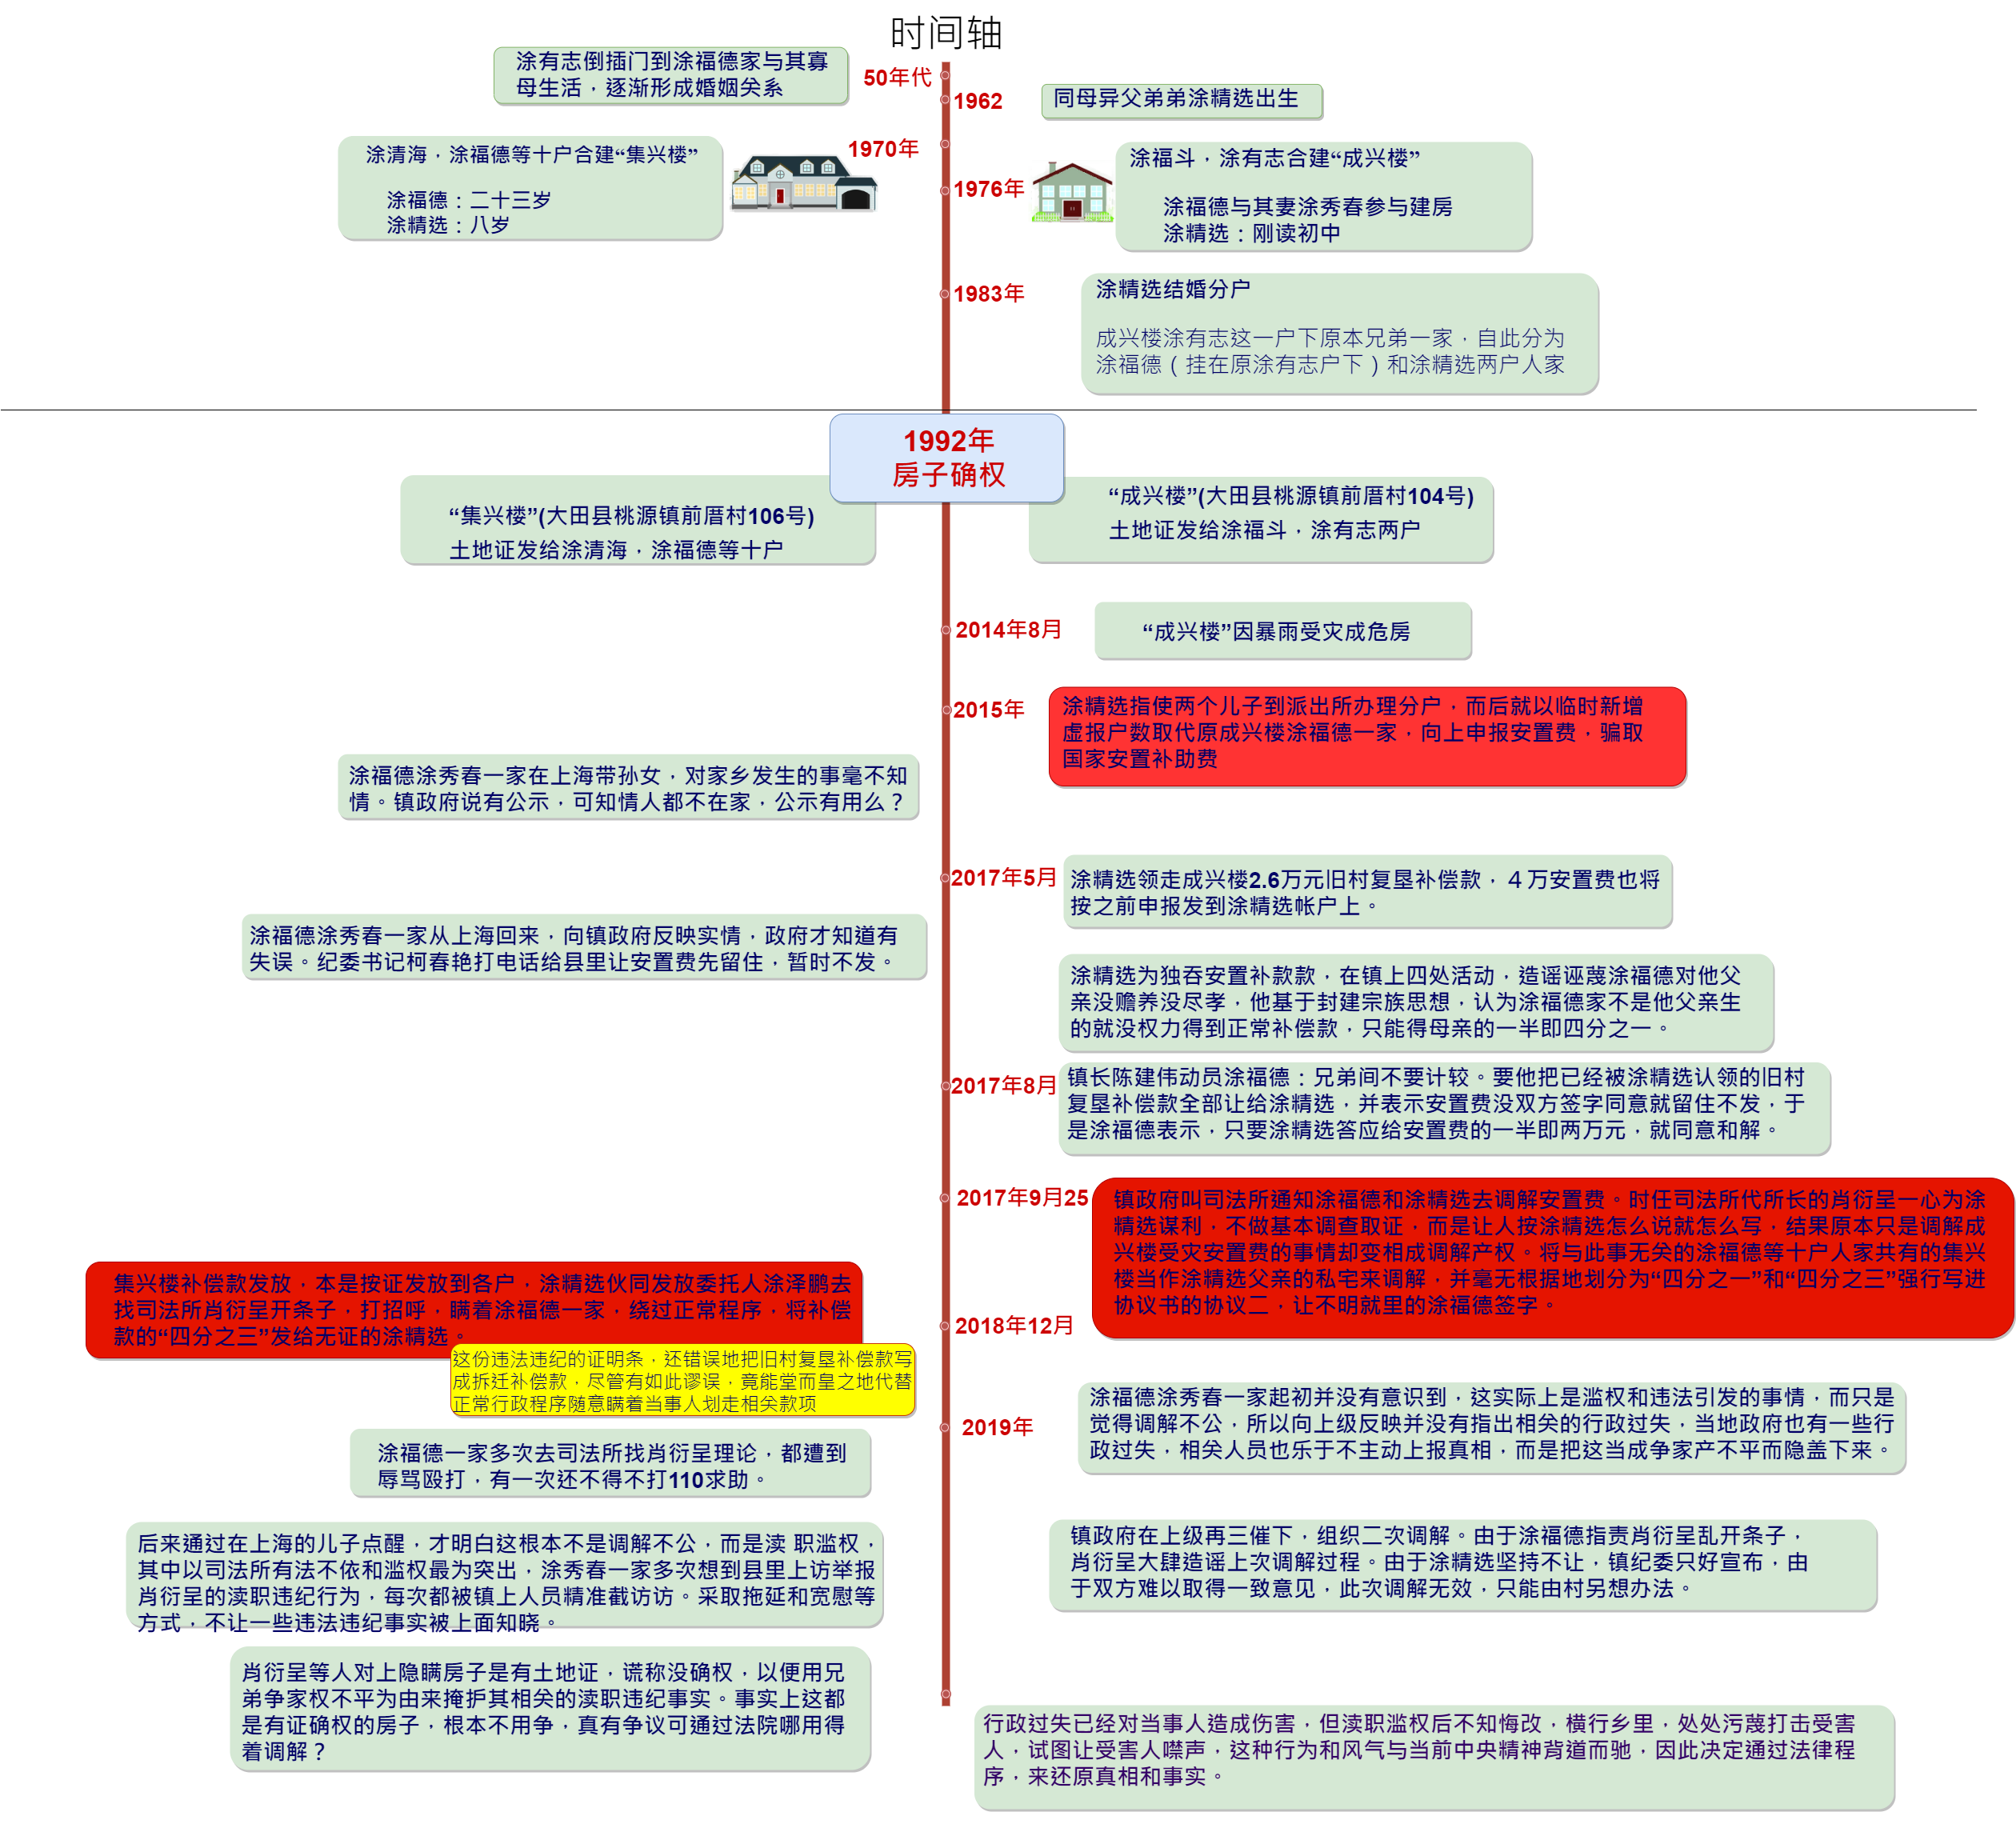 时间轴
50年代
涂有志倒插门到涂福德家与其寡
母生活，逐渐形成婚姻关系
1962
同母异父弟弟涂精选出生
1970年
涂清海，涂福德等十户合建“集兴楼”
涂福德：二十三岁
涂精选：八岁
1976年
涂福斗，涂有志合建“成兴楼”
涂福德与其妻涂秀春参与建房
涂精选：刚读初中
1983年
涂精选结婚分户
成兴楼涂有志这一户下原本兄弟一家，自此分为
涂福德（挂在原涂有志户下）和涂精选两户人家
1992年
房子确权
“集兴楼”(大田县桃源镇前厝村106号)
土地证发给涂清海，涂福德等十户
“成兴楼”(大田县桃源镇前厝村104号)
土地证发给涂福斗，涂有志两户
2014年8月
“成兴楼”因暴雨受灾成危房
2015年
涂精选指使两个儿子到派出所办理分户，而后就以临时新增
虚报户数取代原成兴楼涂福德一家，向上申报安置费，骗取
国家安置补助费
涂福德涂秀春一家在上海带孙女，对家乡发生的事毫不知
情。镇政府说有公示，可知情人都不在家，公示有用么？
2017年5月
涂精选领走成兴楼2.6万元旧村复垦补偿款，４万安置费也将
按之前申报发到涂精选帐户上。
涂福德涂秀春一家从上海回来，向镇政府反映实情，政府才知道有
失误。纪委书记柯春艳打电话给县里让安置费先留住，暂时不发。
涂精选为独吞安置补款款，在镇上四处活动，造谣诬蔑涂福德对他父
亲没赡养没尽孝，他基于封建宗族思想，认为涂福德家不是他父亲生
的就没权力得到正常补偿款，只能得母亲的一半即四分之一。
2017年8月
镇长陈建伟动员涂福德：兄弟间不要计较。要他把已经被涂精选认领的旧村
复垦补偿款全部让给涂精选，并表示安置费没双方签字同意就留住不发，于
是涂福德表示，只要涂精选答应给安置费的一半即两万元，就同意和解。
2017年9月25
镇政府叫司法所通知涂福德和涂精选去调解安置费。时任司法所代所长的肖衍呈一心为涂
精选谋利，不做基本调查取证，而是让人按涂精选怎么说就怎么写，结果原本只是调解成
兴楼受灾安置费的事情却变相成调解产权。将与此事无关的涂福德等十户人家共有的集兴
楼当作涂精选父亲的私宅来调解，并毫无根据地划分为“四分之一”和“四分之三”强行写进
协议书的协议二，让不明就里的涂福德签字。
集兴楼补偿款发放，本是按证发放到各户，涂精选伙同发放委托人涂泽鹏去
找司法所肖衍呈开条子，打招呼，瞒着涂福德一家，绕过正常程序，将补偿
款的“四分之三”发给无证的涂精选。
2018年12月
这份违法违纪的证明条，还错误地把旧村复垦补偿款写
成拆迁补偿款，尽管有如此谬误，竟能堂而皇之地代替
正常行政程序随意瞒着当事人划走相关款项
2019年
涂福德涂秀春一家起初并没有意识到，这实际上是滥权和违法引发的事情，而只是
觉得调解不公，所以向上级反映并没有指出相关的行政过失，当地政府也有一些行
政过失，相关人员也乐于不主动上报真相，而是把这当成争家产不平而隐盖下来。
涂福德一家多次去司法所找肖衍呈理论，都遭到
辱骂殴打，有一次还不得不打110求助。
后来通过在上海的儿子点醒，才明白这根本不是调解不公，而是渎 职滥权，
其中以司法所有法不依和滥权最为突出，涂秀春一家多次想到县里上访举报
肖衍呈的渎职违纪行为，每次都被镇上人员精准截访访。采取拖延和宽慰等
方式，不让一些违法违纪事实被上面知晓。
镇政府在上级再三催下，组织二次调解。由于涂福德指责肖衍呈乱开条子，
肖衍呈大肆造谣上次调解过程。由于涂精选坚持不让，镇纪委只好宣布，由
于双方难以取得一致意见，此次调解无效，只能由村另想办法。
肖衍呈等人对上隐瞒房子是有土地证，谎称没确权，以便用兄
弟争家权不平为由来掩护其相关的渎职违纪事实。事实上这都
是有证确权的房子，根本不用争，真有争议可通过法院哪用得
着调解？
行政过失已经对当事人造成伤害，但渎职滥权后不知悔改，横行乡里，处处污蔑打击受害
人，试图让受害人噤声，这种行为和风气与当前中央精神背道而驰，因此决定通过法律程
序，来还原真相和事实。